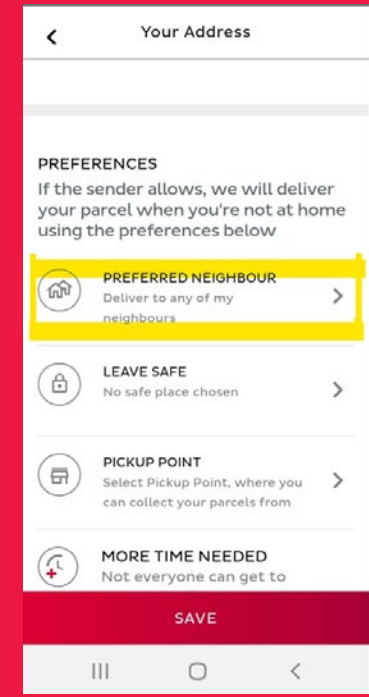 Your Address
PREFERENCES
If the sender allows, we will deliver
your parcel when you're not at home
using the preferences below
PREFERRED NEIGHBOUR
Deliver to any of my
neighbours
LEAVE SAFE
No safe place chosen
PICKUP POINT
Select Pickup Point, where you
can collect your parcels from
MORE TIME NEEDED
Not everyone can get to
SAVE